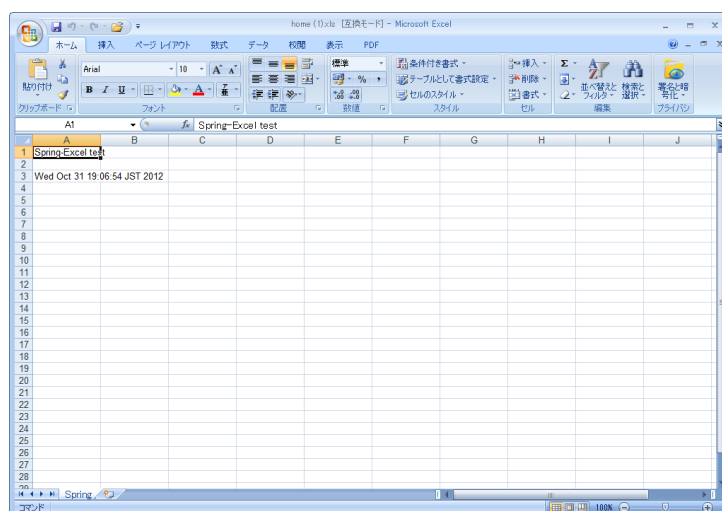 home (1).xls [互換モード] - Microsoft Excel
ホーム 挿入 ページ レイアウト 数式 データ 校閲 表示 PDF
貼り付け
Arial 10
標準
条件付き書式
テーブルとして書式設定
セルのスタイル
挿入
削除
書式
並べ替えと
フィルタ
検索と
選択
署名と暗
号化
クリップボード フォント 配置 数値 スタイル セル 編集 プライバシ
A1 fx Spring-Excel test
A B C D E F G H I J
1 Spring-Excel test
2
3 Wed Oct 31 19:06:54 JST 2012
4
5
6
7
8
9
10
11
12
13
14
15
16
17
18
19
20
21
22
23
24
25
26
27
28
29
Spring
コマンド 100%